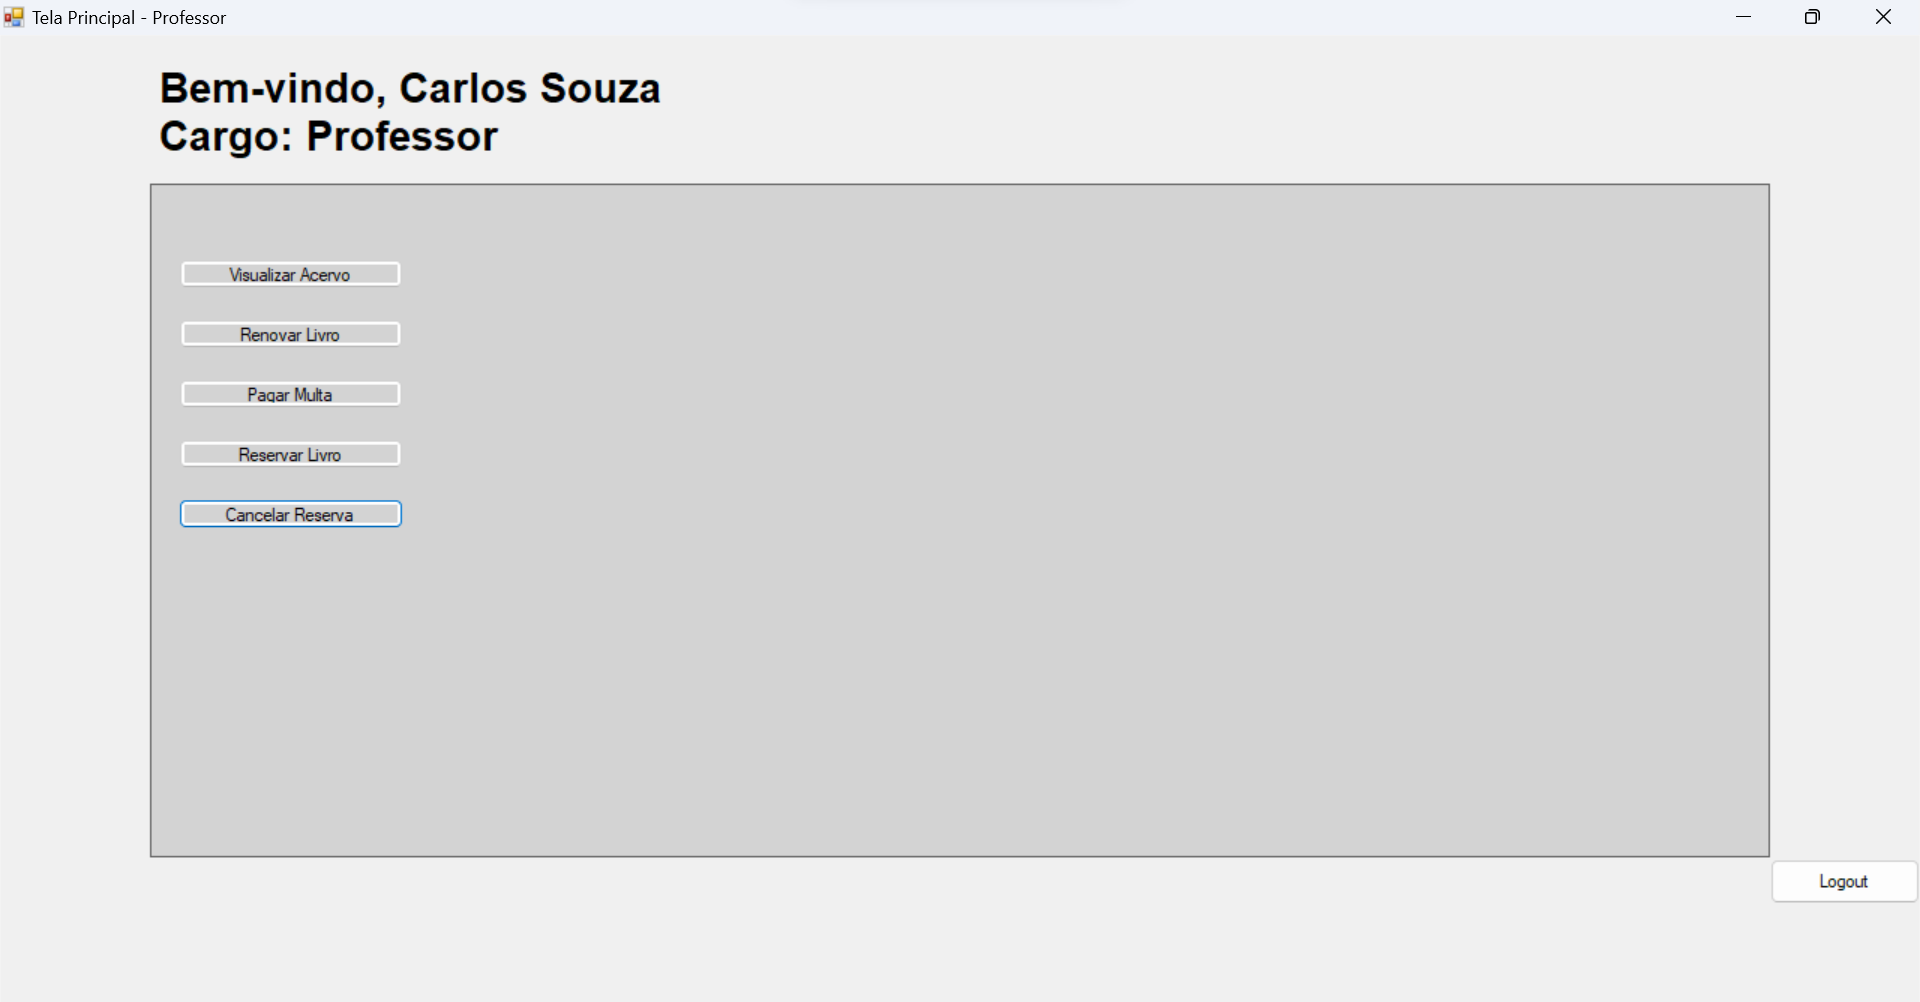 Tela Principal - Professor
Bem-vindo, Carlos Souza
Cargo: Professor
Visualizar Acervo
Renovar Livro
Pagar Multa
Reservar Livro
Cancelar Reserva
Logout